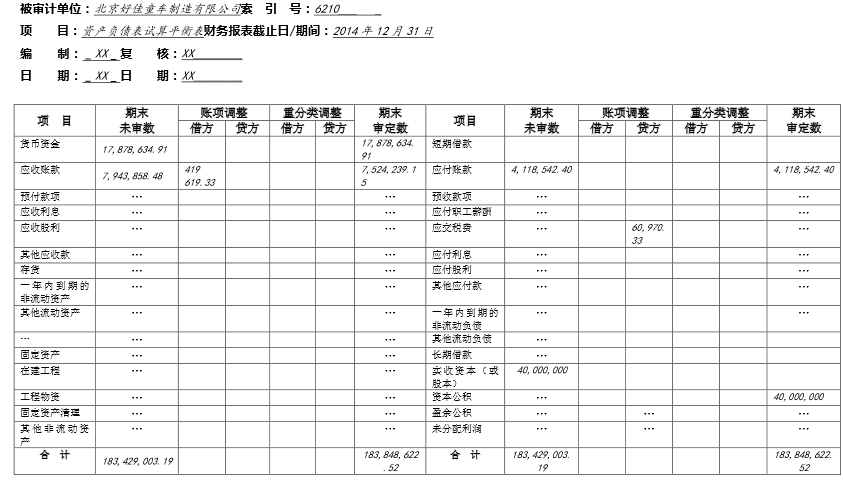 被审计单位：北京好佳童车制造有限公司索 引 号：6210
项 目：资产负债表试算平衡表财务报表截止日/期间：2014 年 12 月 31 日
编 制：_ XX _ 复 核：XX
日 期：_ XX _ 日 期：XX
项 目 期末未审数 账项调整 重分类调整 期末审定数 项目 期末未审数 账项调整 重分类调整 期末审定数
借方 贷方 借方 贷方 借方 贷方 借方 贷方
货币资金 17,878,634.91 17,878,634.91 短期借款
应收账款 7,943,858.48 419 619.33 7,524,239.15 应付账款 4,118,542.40 4,118,542.40
预付款项 … … 预收款项 … …
应收利息 … … 应付职工薪酬 … …
应收股利 … … 应交税费 … 60,970.33 …
其他应收款 … … 应付利息 … …
存货 … … 应付股利 … …
一年内到期的非流动资产 … … 其他应付款 … …
其他流动资产 … … 一年内到期的非流动负债 … …
… … … 其他流动负债 …
固定资产 … … 长期借款 …
在建工程 … … 实收资本（或股本） 40,000,000
工程物资 … … 资本公积 … 40,000,000
固定资产清理 … … 盈余公积 … … …
其他非流动资产 … … 未分配利润 … … …
合 计 183,429,003.19 183,848,622.52 合 计 183,429,003.19 183,848,622.52